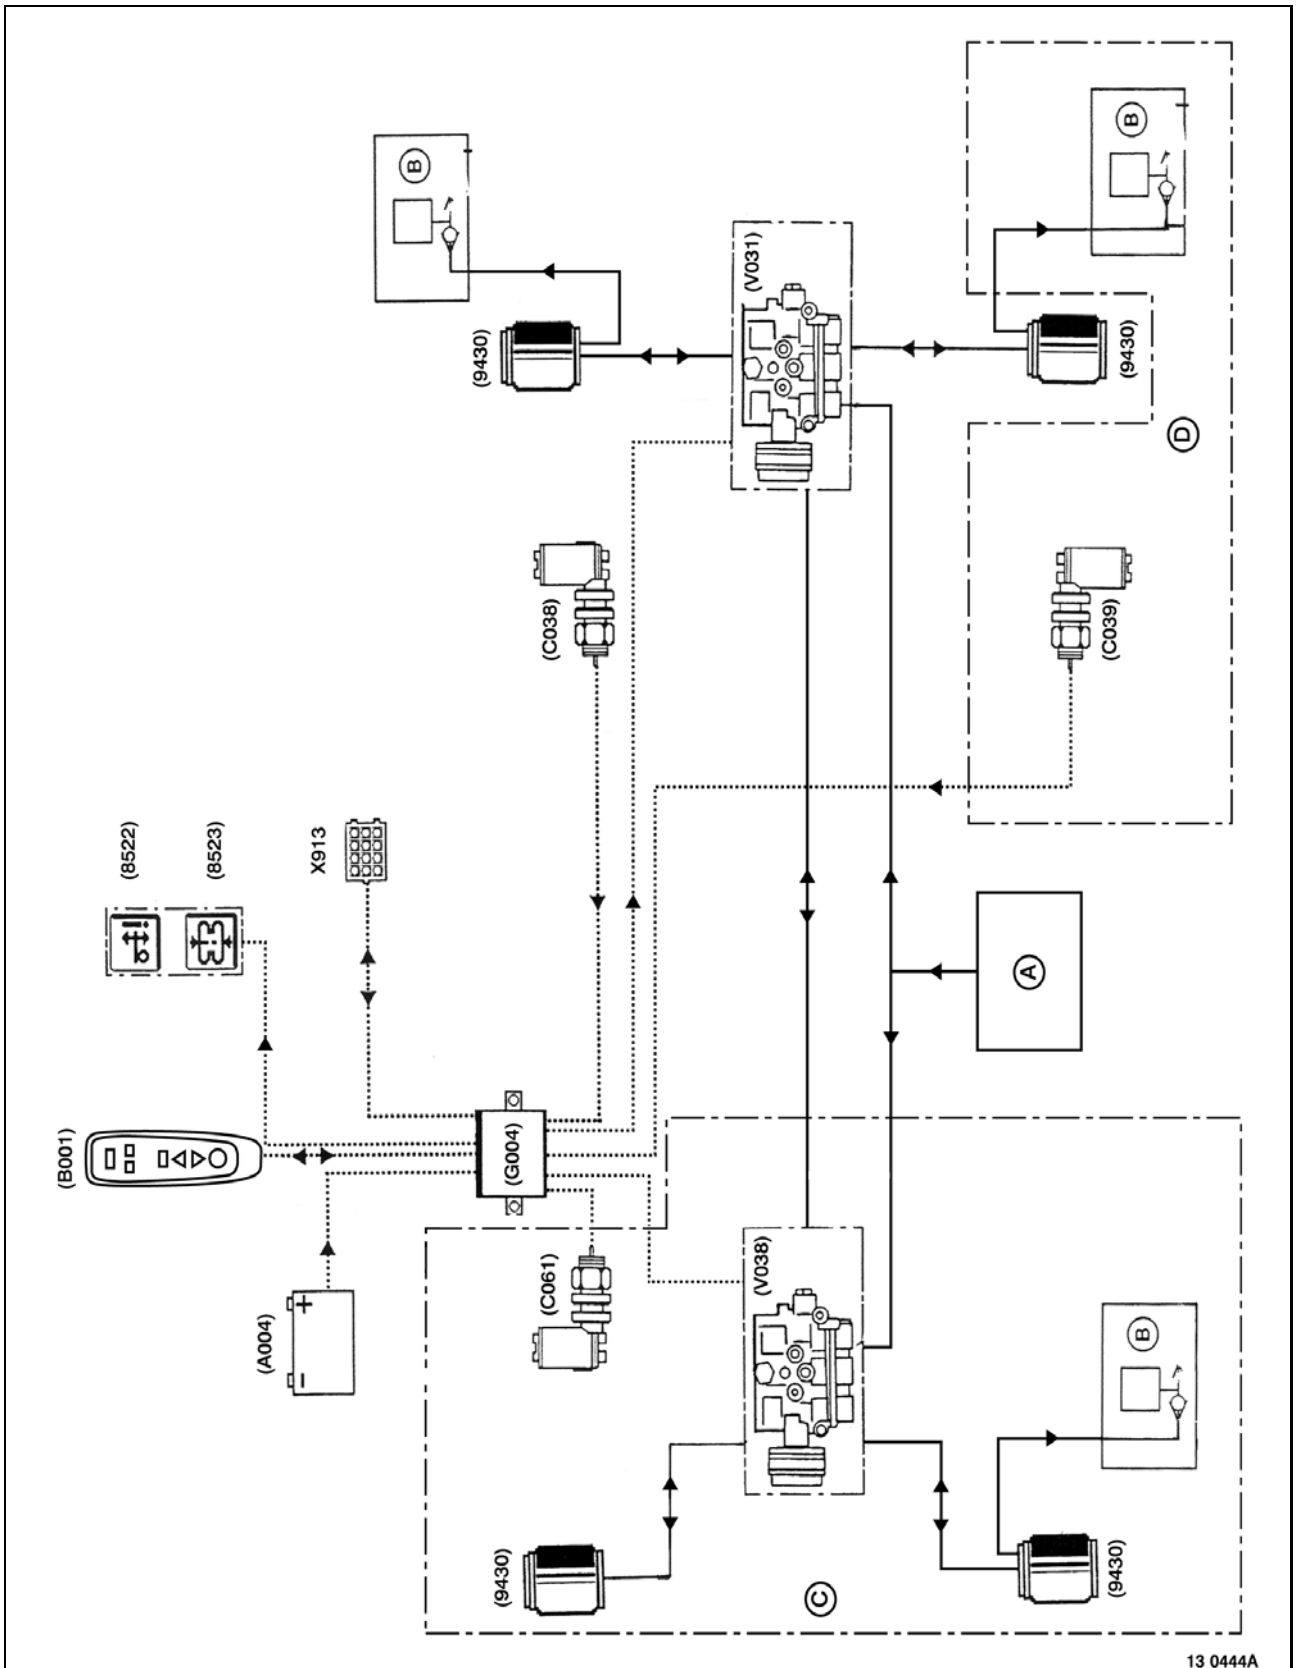 (B001)
(8522)
(8523)
X913
(A004)
+
−
(G004)
(C038)
(C061)
(9430)
B
(V031)
B
(9430)
D
(C039)
A
(V038)
B
(9430)
(9430)
C
13 0444A